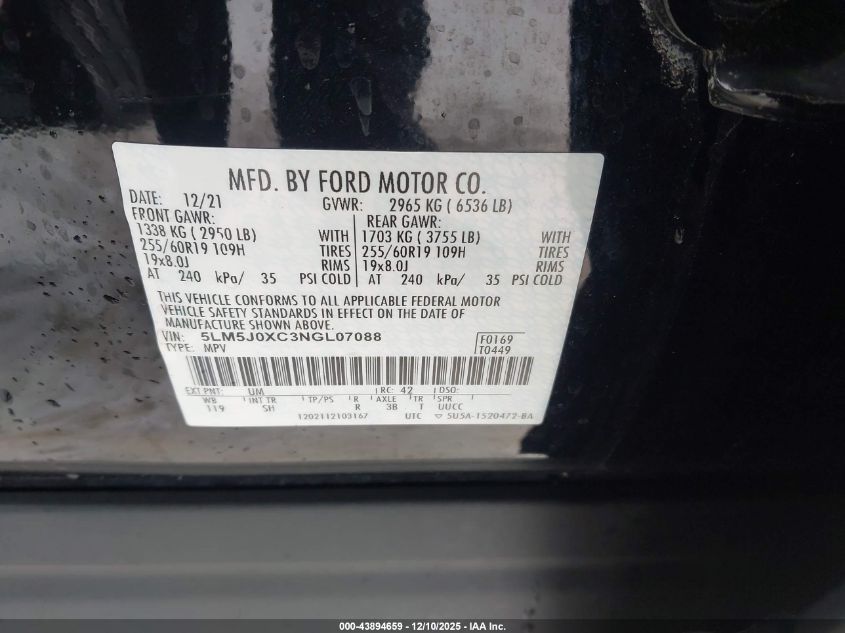 MFD. BY FORD MOTOR CO.
DATE: 12/21 GVWR: 2965 KG ( 6536 LB)
FRONT GAWR: REAR GAWR:
1338 KG ( 2950 LB) WITH 1703 KG ( 3755 LB) WITH
255/60R19 109H TIRES 255/60R19 109H TIRES
19x8.0J RIMS 19x8.0J RIMS
AT 240 kPa/ 35 PSI COLD AT 240 kPa/ 35 PSI COLD
THIS VEHICLE CONFORMS TO ALL APPLICABLE FEDERAL MOTOR
VEHICLE SAFETY STANDARDS IN EFFECT ON THE DATE OF
MANUFACTURE SHOWN ABOVE.
VIN: 5LM5J0XC3NGL07088 F0169
TYPE: MPV T0449
EXT PNT: UM RC: 42 DSO:
WB INT TR TP/PS R AXLE TR SPR
119 SH R 3B T UUCC
1202112103167 UTC ▽ 5U5A-1520472-BA
000-43894659 — 12/10/2025 — IAA Inc.